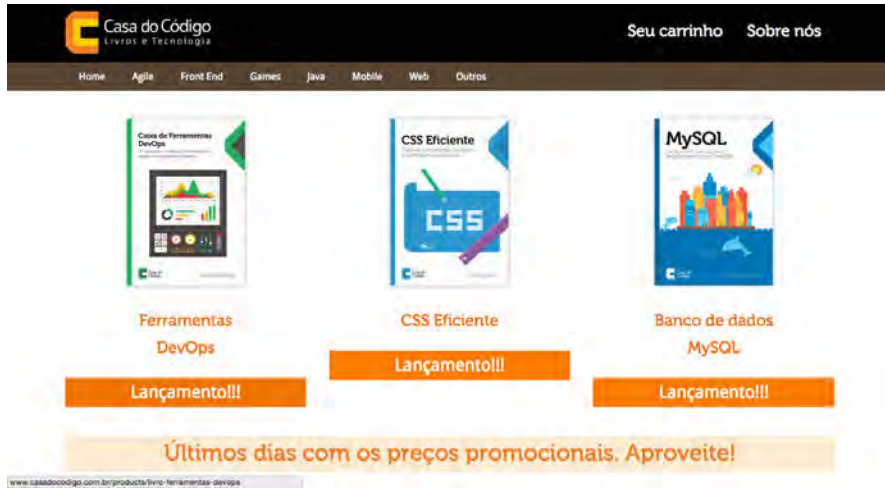 Casa do Código
Livros e Tecnologia
Seu carrinho Sobre nós
Home Agile Front End Games Java Mobile Web Outros
Caixa de Ferramentas
DevOps
CSS Eficiente
MySQL
CSS
Ferramentas
DevOps
CSS Eficiente
Banco de dados
MySQL
Lançamento!!!
Lançamento!!!
Lançamento!!!
Últimos dias com os preços promocionais. Aproveite!
www.casadocodigo.com.br/products/livro-ferramentas-devops